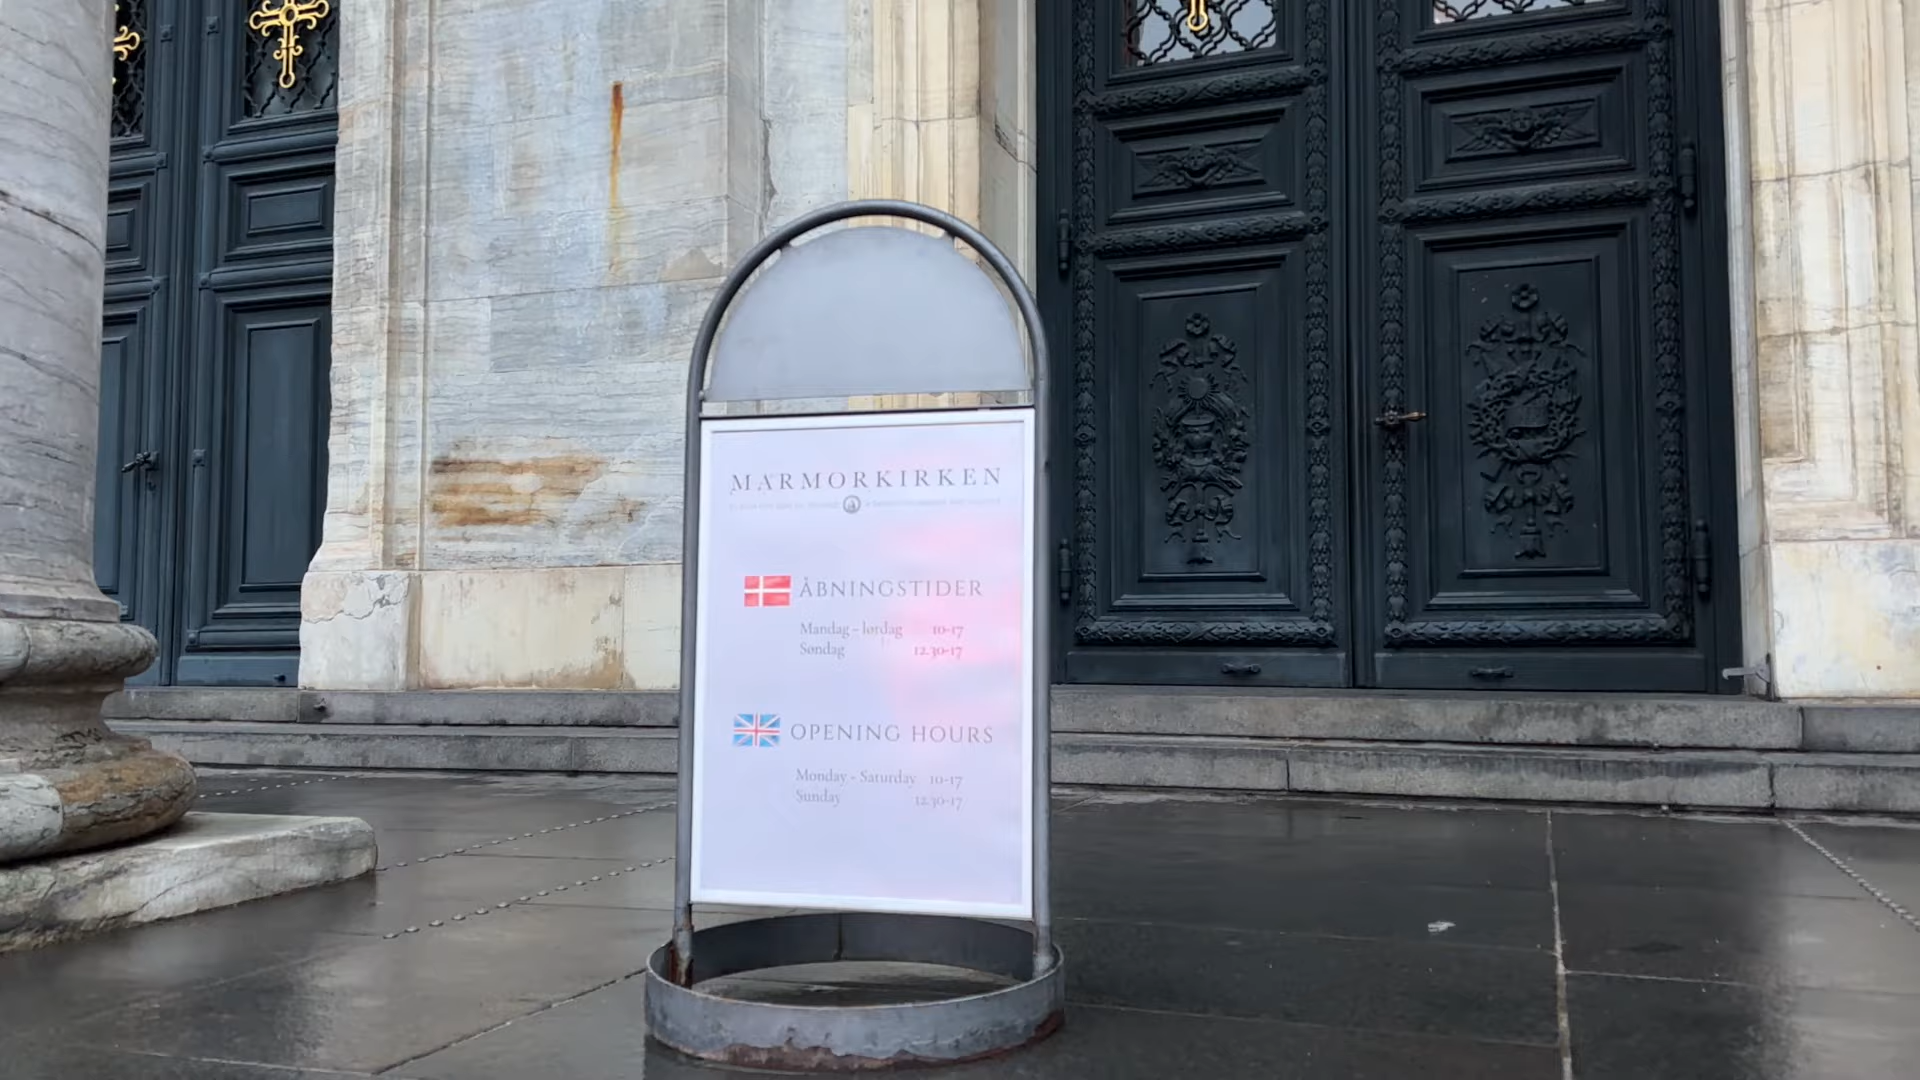 MARMORKIRKEN
ÅBNINGSTIDER
Mandag - lørdag 10-17
Søndag 12.30-17
OPENING HOURS
Monday - Saturday 10-17
Sunday 12.30-17